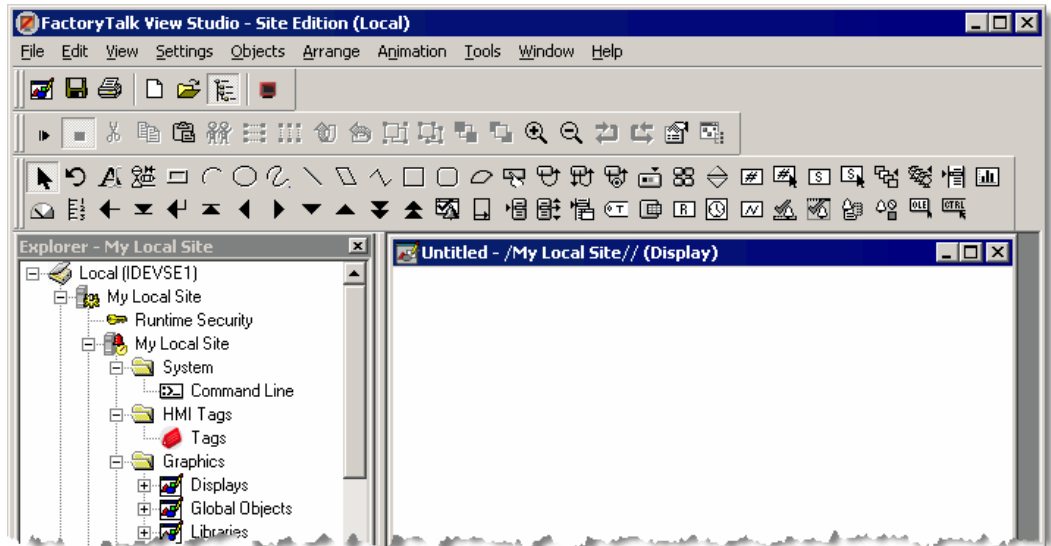 FactoryTalk View Studio - Site Edition (Local)
File Edit View Settings Objects Arrange Animation Tools Window Help
Explorer - My Local Site
Untitled - /My Local Site// (Display)
Local (IDEVSE1)
My Local Site
Runtime Security
My Local Site
System
Command Line
HMI Tags
Tags
Graphics
Displays
Global Objects
Libraries